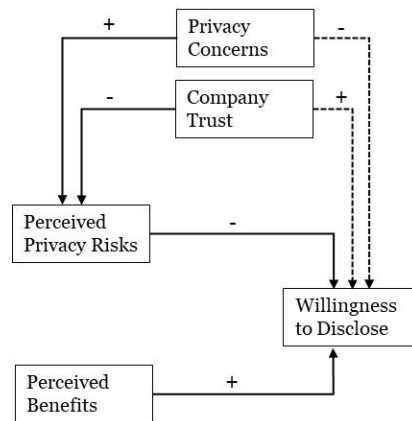 Privacy
Concerns
+
-
Company
Trust
-
+
Perceived
Privacy Risks
-
Willingness
to Disclose
Perceived
Benefits
+